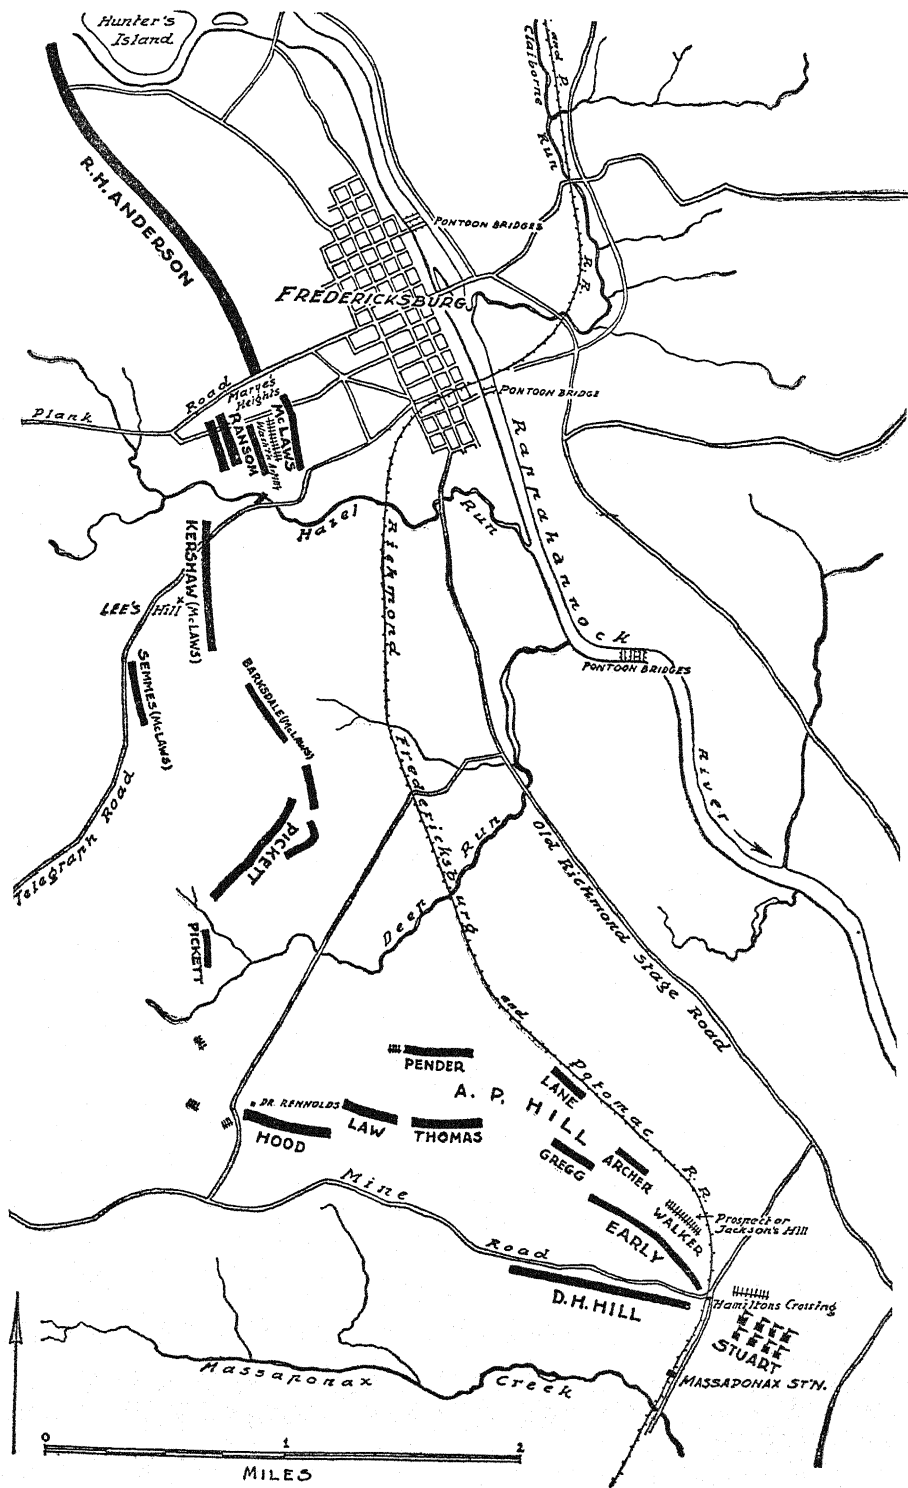 Hunter's
Island
and P.
Claiborne Run
R.R.
R.H. ANDERSON
PONTOON BRIDGES
FREDERICKSBURG
Plank
Road
Marye's
Heights
McLAWS
RANSOM
PONTOON BRIDGE
Rappahannock
River
Hazel Run
Richmond
KERSHAW (McLAWS)
LEE'S Hill
SEMMES (McLAWS)
BARKSDALE (McLAWS)
PONTOON BRIDGES
Telegraph Road
PICKETT
Fredericksburg
Deep Run
Old Richmond Stage Road
PICKETT
and
Potomac
R.R.
PENDER
A. P. HILL
LANE
DR. RENNOLDS
HOOD
LAW
THOMAS
GREGG
ARCHER
WALKER
Prospect or
Jackson's Hill
EARLY
Mine
Road
D.H. HILL
Hamiltons Crossing
STUART
MASSAPONAX ST'N.
Massaponax Creek
0 1 2
MILES